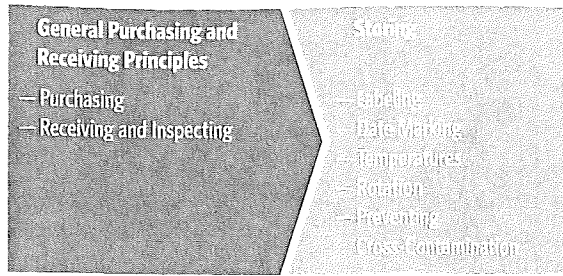 General Purchasing and
Receiving Principles
— Purchasing
— Receiving and Inspecting
Storing
— Labeling
— Date Marking
— Temperatures
— Rotation
— Preventing
Cross-Contamination